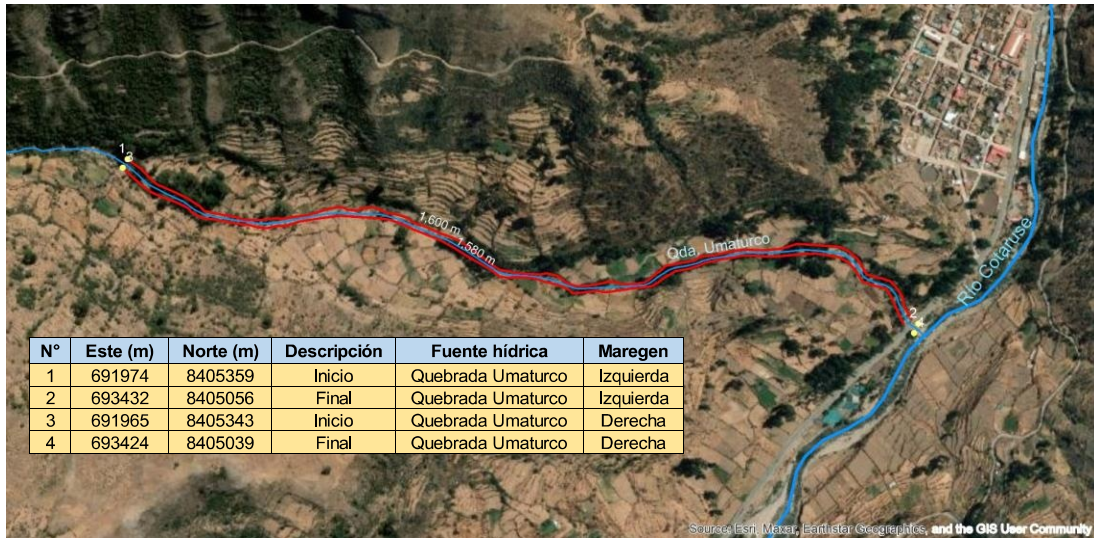 1
3
1,600 m
1,580 m
Qda. Umaturco
Río Cotahuse
2
N° Este (m) Norte (m) Descripción Fuente hídrica Maregen
1 691974 8405359 Inicio Quebrada Umaturco Izquierda
2 693432 8405056 Final Quebrada Umaturco Izquierda
3 691965 8405343 Inicio Quebrada Umaturco Derecha
4 693424 8405039 Final Quebrada Umaturco Derecha
Source: Esri, Maxar, Earthstar Geographics, and the GIS User Community